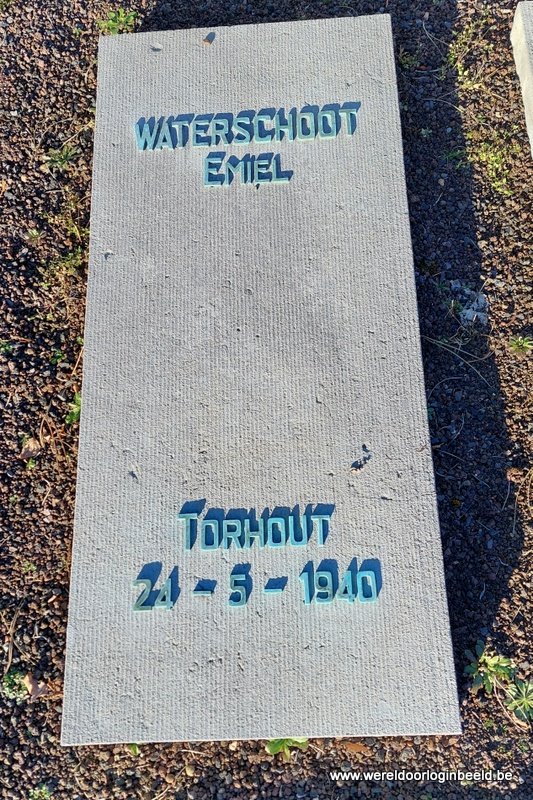 WATERSCHOOT
EMIEL
TORHOUT
24 - 5 - 1940
www.wereldoorloginbeeld.be